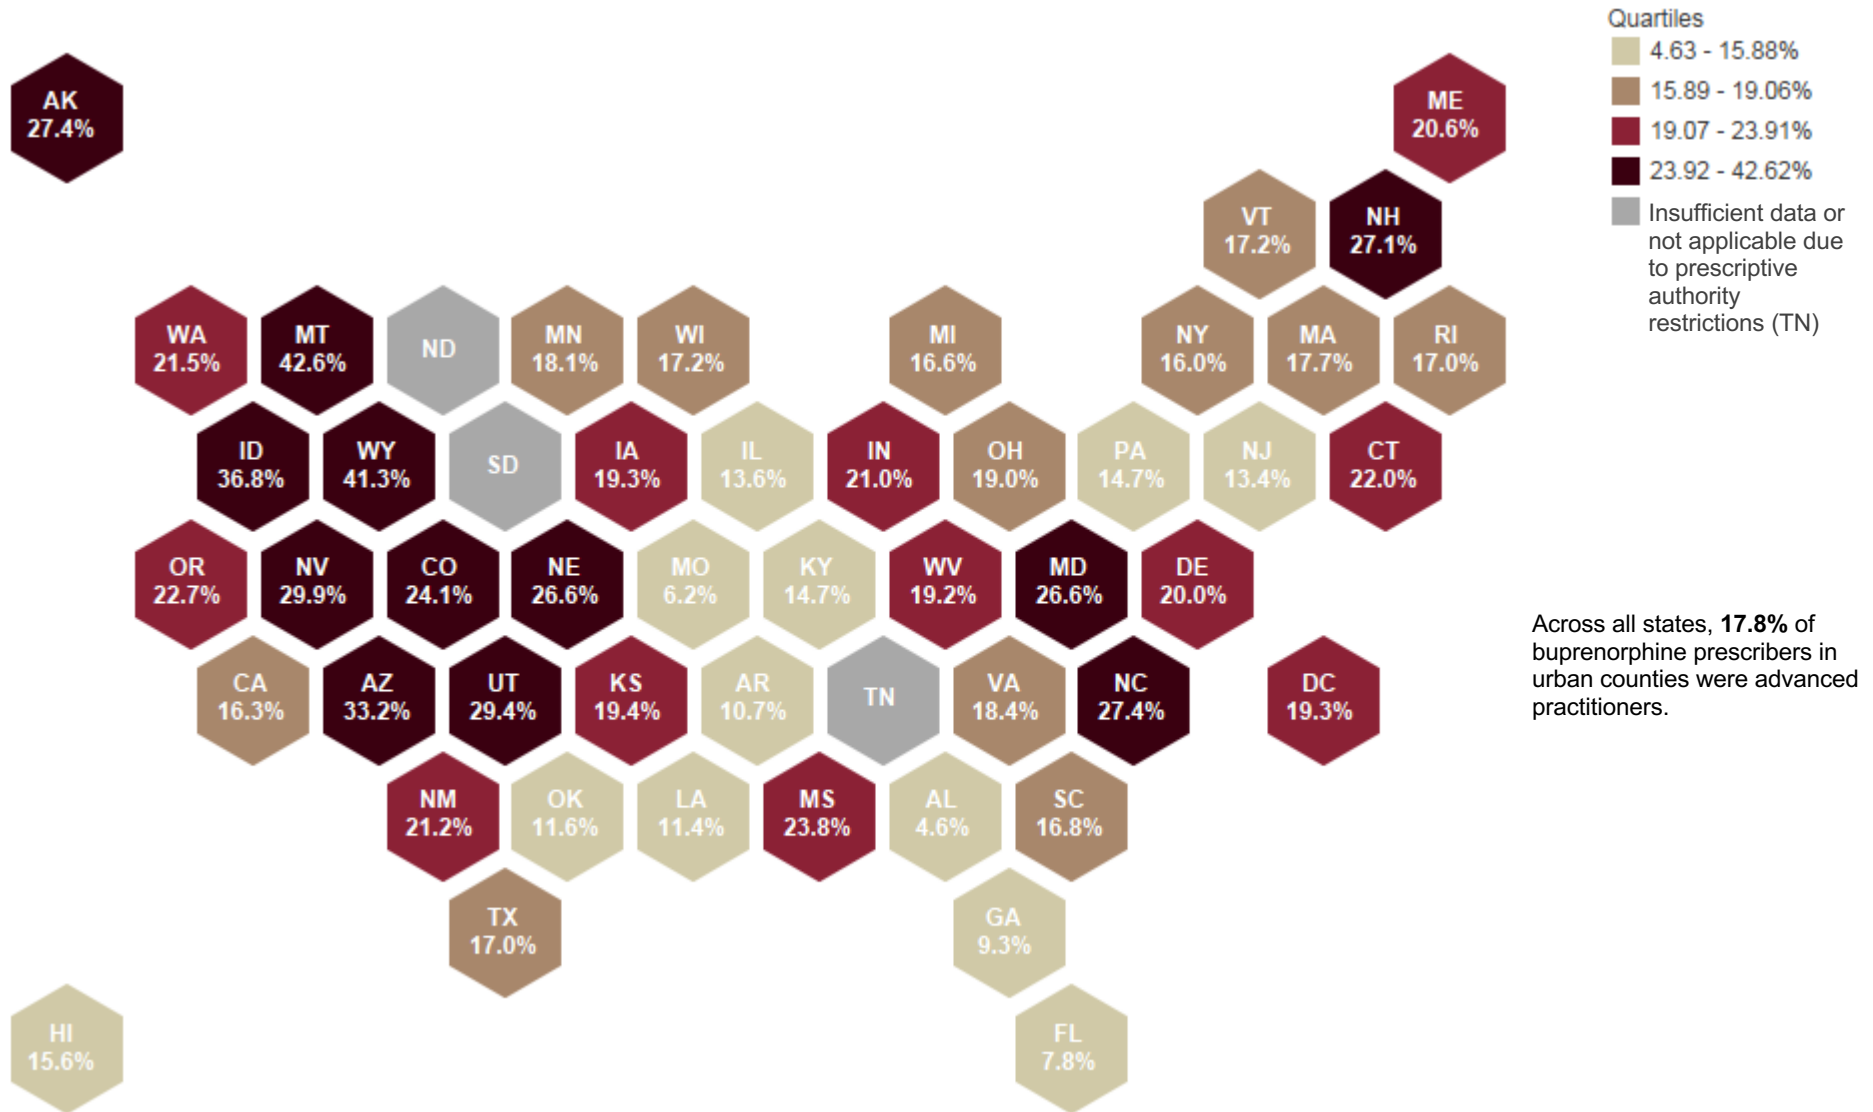 Quartiles
4.63 - 15.88%
15.89 - 19.06%
19.07 - 23.91%
23.92 - 42.62%
Insufficient data or
not applicable due
to prescriptive
authority
restrictions (TN)
AK
27.4%
ME
20.6%
VT
17.2%
NH
27.1%
WA
21.5%
MT
42.6%
ND
MN
18.1%
WI
17.2%
MI
16.6%
NY
16.0%
MA
17.7%
RI
17.0%
ID
36.8%
WY
41.3%
SD
IA
19.3%
IL
13.6%
IN
21.0%
OH
19.0%
PA
14.7%
NJ
13.4%
CT
22.0%
OR
22.7%
NV
29.9%
CO
24.1%
NE
26.6%
MO
6.2%
KY
14.7%
WV
19.2%
MD
26.6%
DE
20.0%
CA
16.3%
AZ
33.2%
UT
29.4%
KS
19.4%
AR
10.7%
TN
VA
18.4%
NC
27.4%
DC
19.3%
NM
21.2%
OK
11.6%
LA
11.4%
MS
23.8%
AL
4.6%
SC
16.8%
TX
17.0%
GA
9.3%
HI
15.6%
FL
7.8%
Across all states, 17.8% of
buprenorphine prescribers in
urban counties were advanced
practitioners.